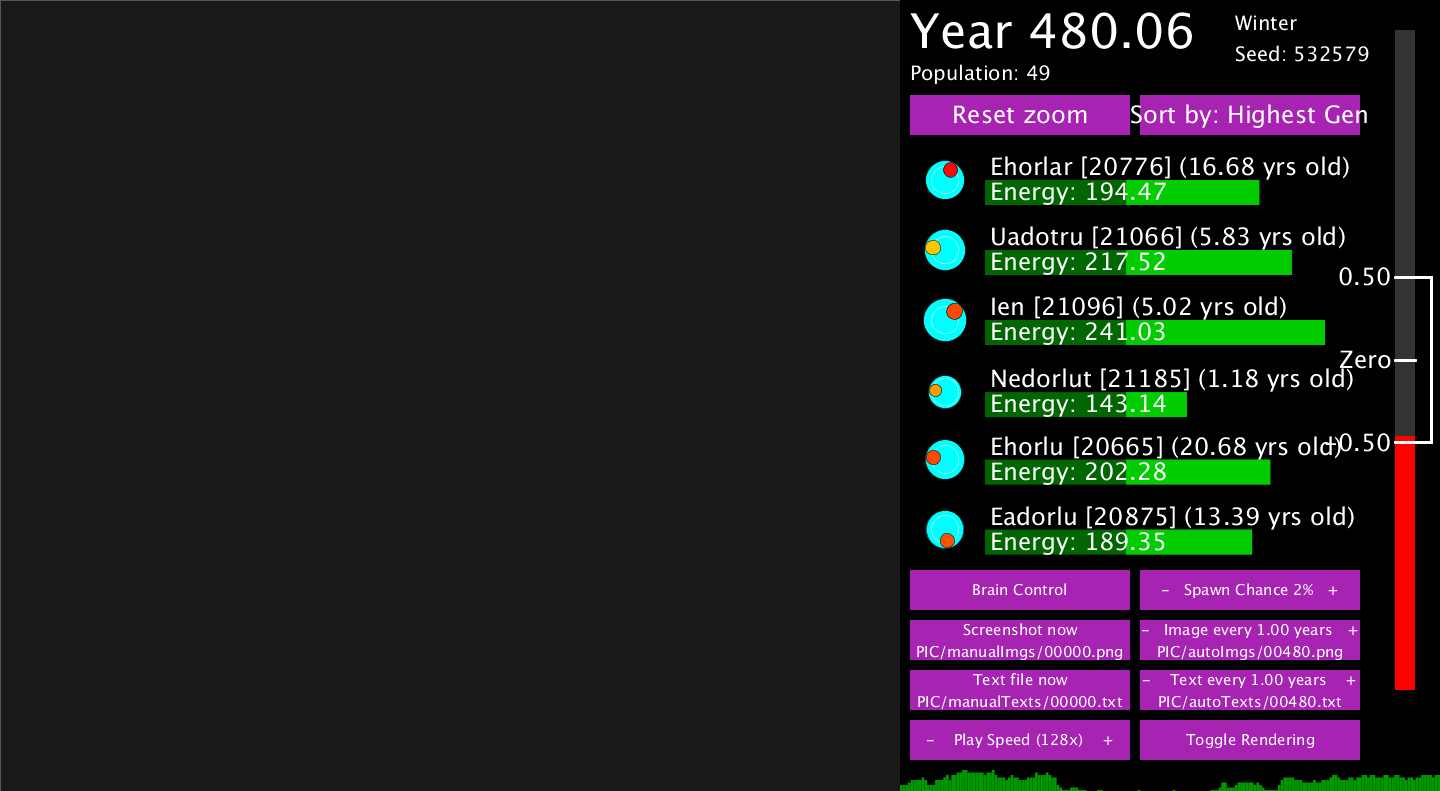 Year 480.06
Winter
Seed: 532579
Population: 49
Reset zoom
Sort by: Highest Gen
Ehorlar [20776] (16.68 yrs old)
Energy: 194.47
Uadotru [21066] (5.83 yrs old)
Energy: 217.52
0.50
Ien [21096] (5.02 yrs old)
Energy: 241.03
Zero
Nedorlut [21185] (1.18 yrs old)
Energy: 143.14
Ehorlu [20665] (20.68 yrs old)
-0.50
Energy: 202.28
Eadorlu [20875] (13.39 yrs old)
Energy: 189.35
Brain Control
- Spawn Chance 2% +
Screenshot now
PIC/manualImgs/00000.png
- Image every 1.00 years +
PIC/autoImgs/00480.png
Text file now
PIC/manualTexts/00000.txt
- Text every 1.00 years +
PIC/autoTexts/00480.txt
- Play Speed (128x) +
Toggle Rendering